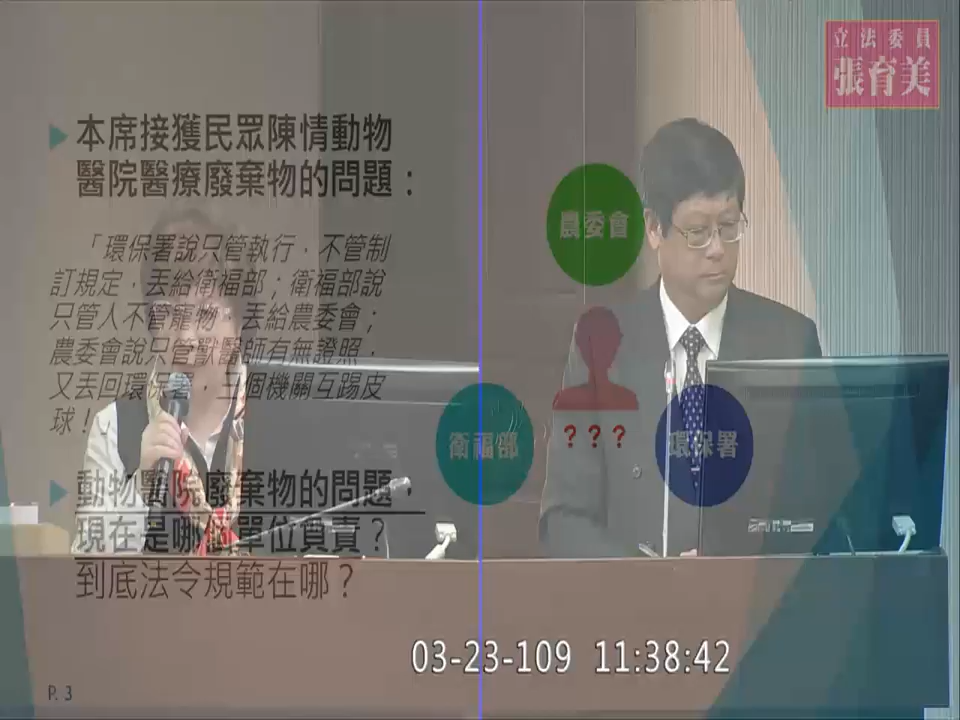 立法委員
張育美
本席接獲民眾陳情動物
醫院醫療廢棄物的問題：
「環保署說只管執行，不管制
訂規定，丟給衛福部；衛福部說
只管人不管寵物，丟給農委會；
農委會說只管獸醫師有無證照，
又丟回環保署，三個機關互踢皮
球！」
動物醫院廢棄物的問題，
現在是哪個單位負責？
到底法令規範在哪？
農委會
衛福部
？？？
環保署
03-23-109 11:38:42
P. 3